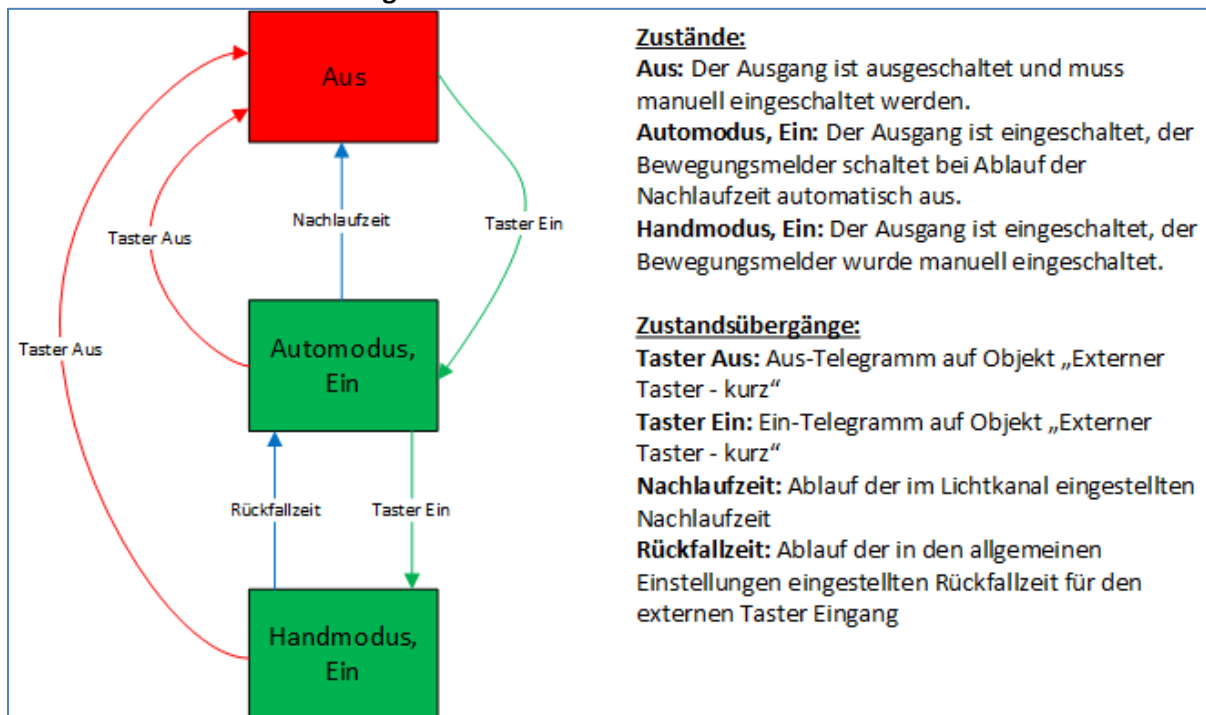 Aus
Nachlaufzeit
Taster Ein
Taster Aus
Taster Aus
Automodus,
Ein
Rückfallzeit
Taster Ein
Handmodus,
Ein
Zustände:
Aus: Der Ausgang ist ausgeschaltet und muss
manuell eingeschaltet werden.
Automodus, Ein: Der Ausgang ist eingeschaltet, der
Bewegungsmelder schaltet bei Ablauf der
Nachlaufzeit automatisch aus.
Handmodus, Ein: Der Ausgang ist eingeschaltet, der
Bewegungsmelder wurde manuell eingeschaltet.
Zustandsübergänge:
Taster Aus: Aus-Telegramm auf Objekt „Externer
Taster - kurz“
Taster Ein: Ein-Telegramm auf Objekt „Externer
Taster - kurz“
Nachlaufzeit: Ablauf der im Lichtkanal eingestellten
Nachlaufzeit
Rückfallzeit: Ablauf der in den allgemeinen
Einstellungen eingestellten Rückfallzeit für den
externen Taster Eingang